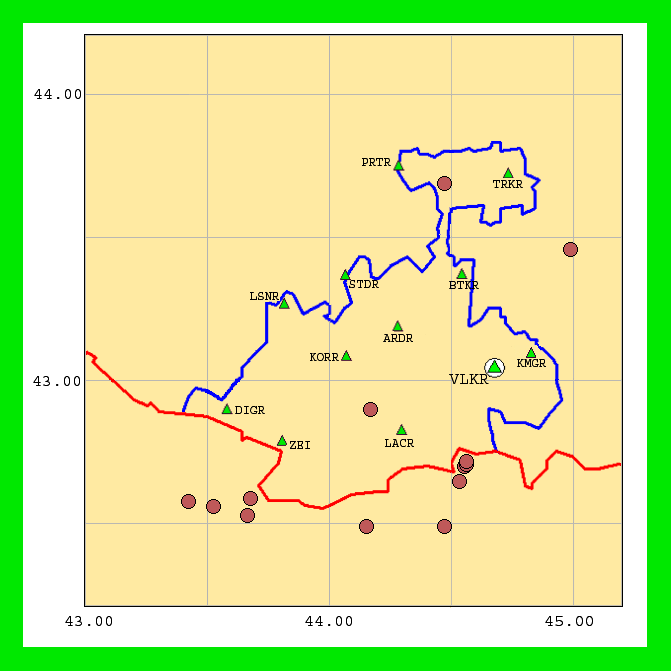 44.00
PRTR
TRKR
STDR
BTKR
LSNR
ARDR
KORR
KMGR
43.00
VLKR
DIGR
ZEI
LACR
43.00 44.00 45.00